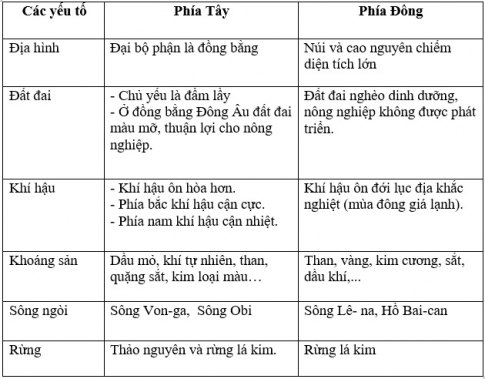 Các yếu tố
Phía Tây
Phía Đông
Địa hình
Đại bộ phận là đồng bằng
Núi và cao nguyên chiếm
diện tích lớn
Đất đai
- Chủ yếu là đầm lầy
- Ở đồng bằng Đông Âu đất đai
màu mỡ, thuận lợi cho nông
nghiệp.
Đất đai nghèo dinh dưỡng,
nông nghiệp không được phát
triển.
Khí hậu
- Khí hậu ôn hòa hơn.
- Phía bắc khí hậu cận cực.
- Phía nam khí hậu cận nhiệt.
Khí hậu ôn đới lục địa khắc
nghiệt (mùa đông giá lạnh).
Khoáng sản
Dầu mỏ, khí tự nhiên, than,
quặng sắt, kim loại màu…
Than, vàng, kim cương, sắt,
dầu khí,...
Sông ngòi
Sông Von-ga, Sông Obi
Sông Lê- na, Hồ Bai-can
Rừng
Thảo nguyên và rừng lá kim.
Rừng lá kim